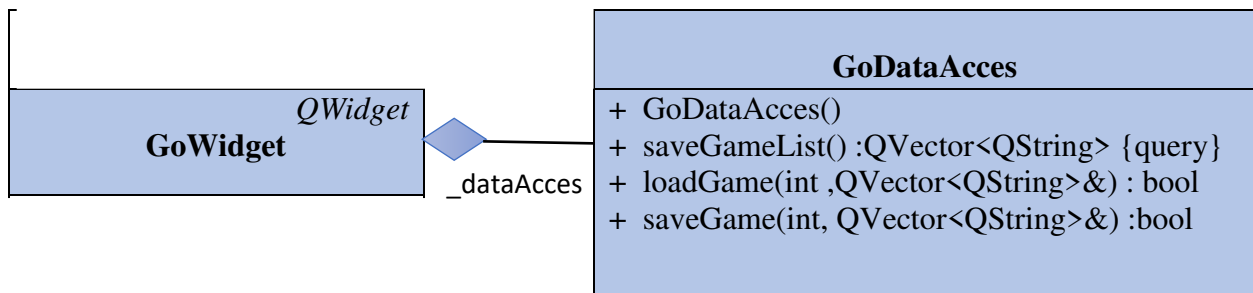 QWidget
GoWidget
_dataAcces
GoDataAcces
+ GoDataAcces()
+ saveGameList() :QVector<QString> {query}
+ loadGame(int ,QVector<QString>&) : bool
+ saveGame(int, QVector<QString>&) :bool